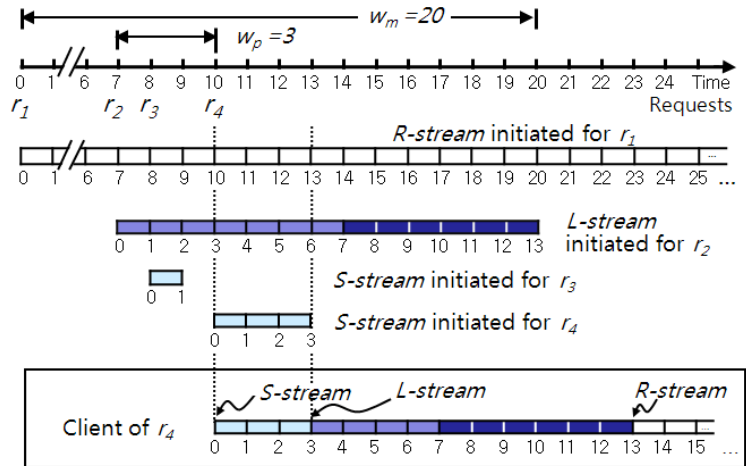 w_m =20
w_p =3
0 1 6 7 8 9 10 11 12 13 14 15 16 17 18 19 20 21 22 23 24 Time
r_1 r_2 r_3 r_4 Requests
R-stream initiated for r_1
...
0 1 6 7 8 9 10 11 12 13 14 15 16 17 18 19 20 21 22 23 24 25 ...
L-stream
initiated for r_2
0 1 2 3 4 5 6 7 8 9 10 11 12 13
S-stream initiated for r_3
0 1
S-stream initiated for r_4
0 1 2 3
S-stream L-stream R-stream
Client of r_4
...
0 1 2 3 4 5 6 7 8 9 10 11 12 13 14 15 ...